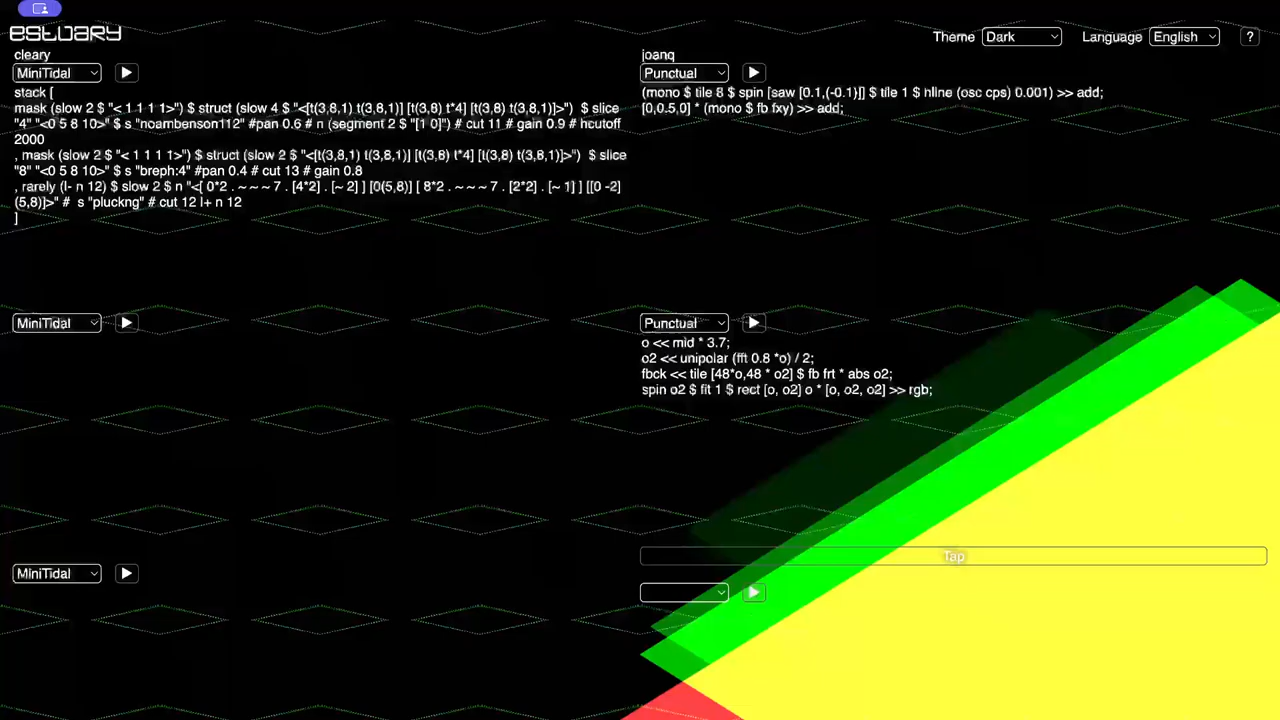 estuary
Theme Dark Language English ?
cleary
MiniTidal
stack [
mask (slow 2 $ "< 1 1 1 1>") $ struct (slow 4 $ "<[t(3,8,1) t(3,8,1)] [t(3,8) t*4] [t(3,8) t(3,8,1)]>")  $ slice
"4" "<0 5 8 10>" $ s "noambenson112" #pan 0.6 # n (segment 2 $ "[1 0]") # cut 11 # gain 0.9 # hcutoff
2000
, mask (slow 2 $ "< 1 1 1 1>") $ struct (slow 2 $ "<[t(3,8,1) t(3,8,1)] [t(3,8) t*4] [t(3,8) t(3,8,1)]>")  $ slice
"8" "<0 5 8 10>" $ s "breph:4" #pan 0.4 # cut 13 # gain 0.8
, rarely (|- n 12) $ slow 2 $ n "<[ 0*2 . ~ ~ ~ 7 . [4*2] . [~ 2] ] [0(5,8)] [ 8*2 . ~ ~ ~ 7 . [2*2] . [~ 1] ] [[0 -2]
(5,8)]>" #  s "pluckng" # cut 12 |+ n 12
]
MiniTidal
MiniTidal
joanq
Punctual
(mono $ tile 8 $ spin [saw [0.1,(-0.1)]] $ tile 1 $ hline (osc cps) 0.001) >> add;
[0,0.5,0] * (mono $ fb fxy) >> add;
Punctual
o << mid * 3.7;
o2 << unipolar (fft 0.8 *o) / 2;
fbck << tile [48*o,48 * o2] $ fb frt * abs o2;
spin o2 $ fit 1 $ rect [o, o2] o * [o, o2, o2] >> rgb;
Tap